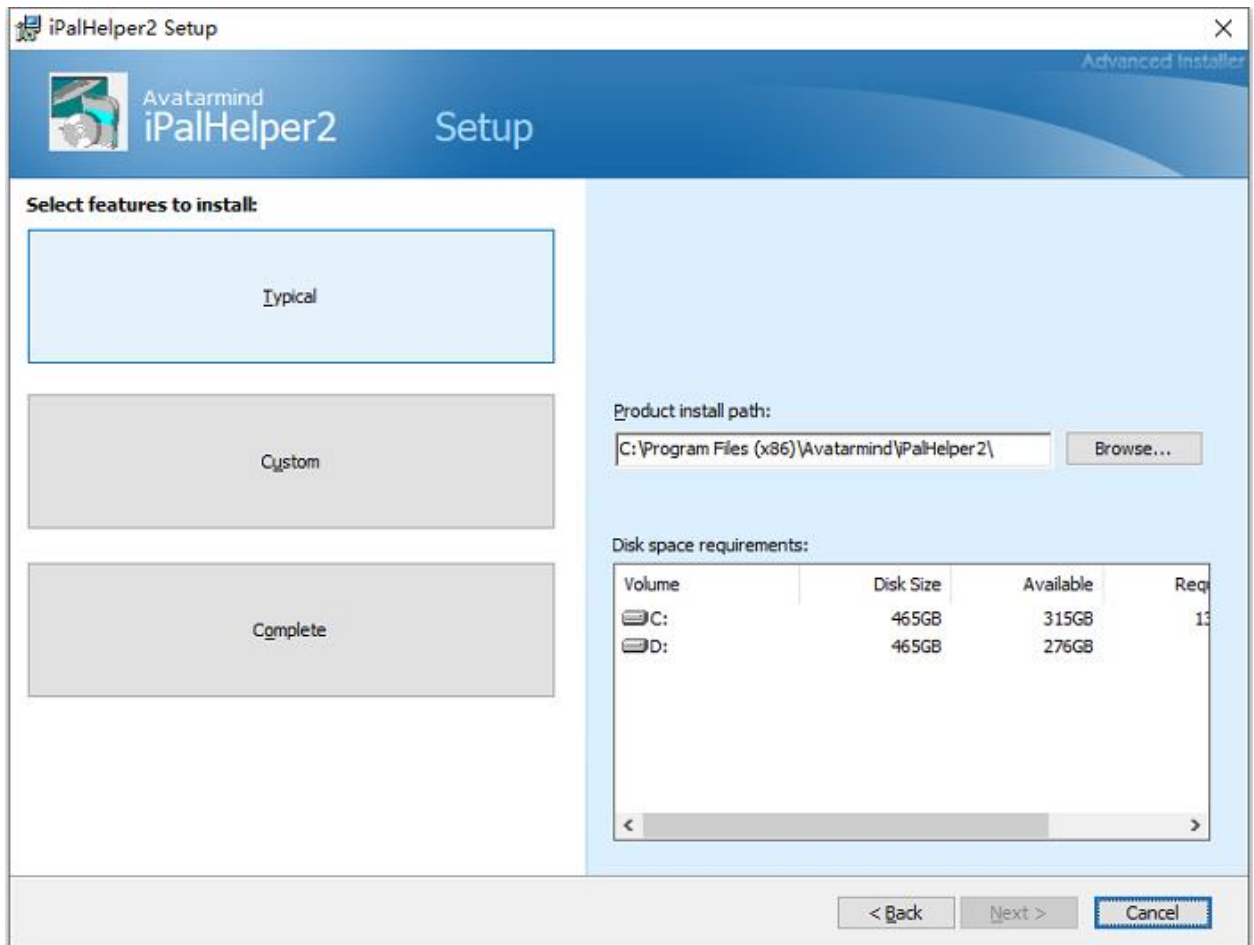 iPalHelper2 Setup
Advanced Installer
Avatarmind
iPalHelper2 Setup
Select features to install:
Typical
Custom
Complete
Product install path:
C:\Program Files (x86)\Avatarmind\iPalHelper2\
Browse...
Disk space requirements:
Volume Disk Size Available
C: 465GB 315GB
D: 465GB 276GB
< Back Next > Cancel